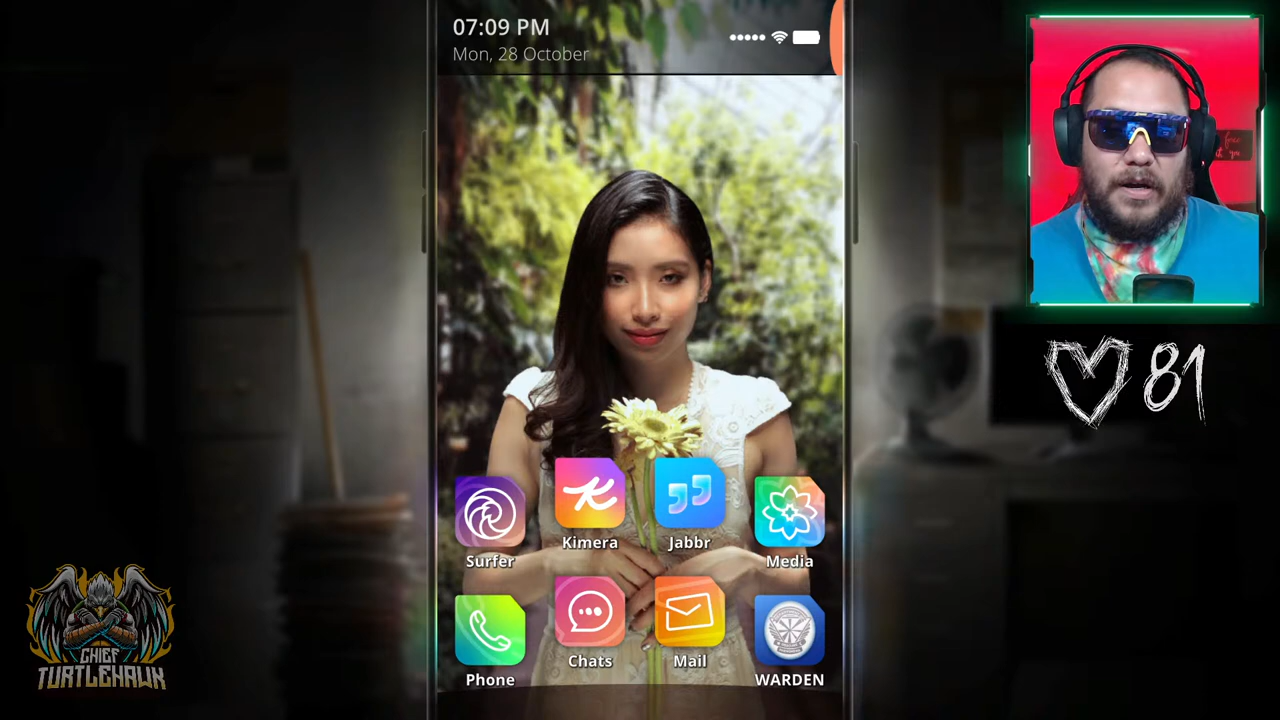 07:09 PM
Mon, 28 October
81
Surfer
Kimera
Jabbr
Media
Phone
Chats
Mail
WARDEN
CHIEF
TURTLEHAWK